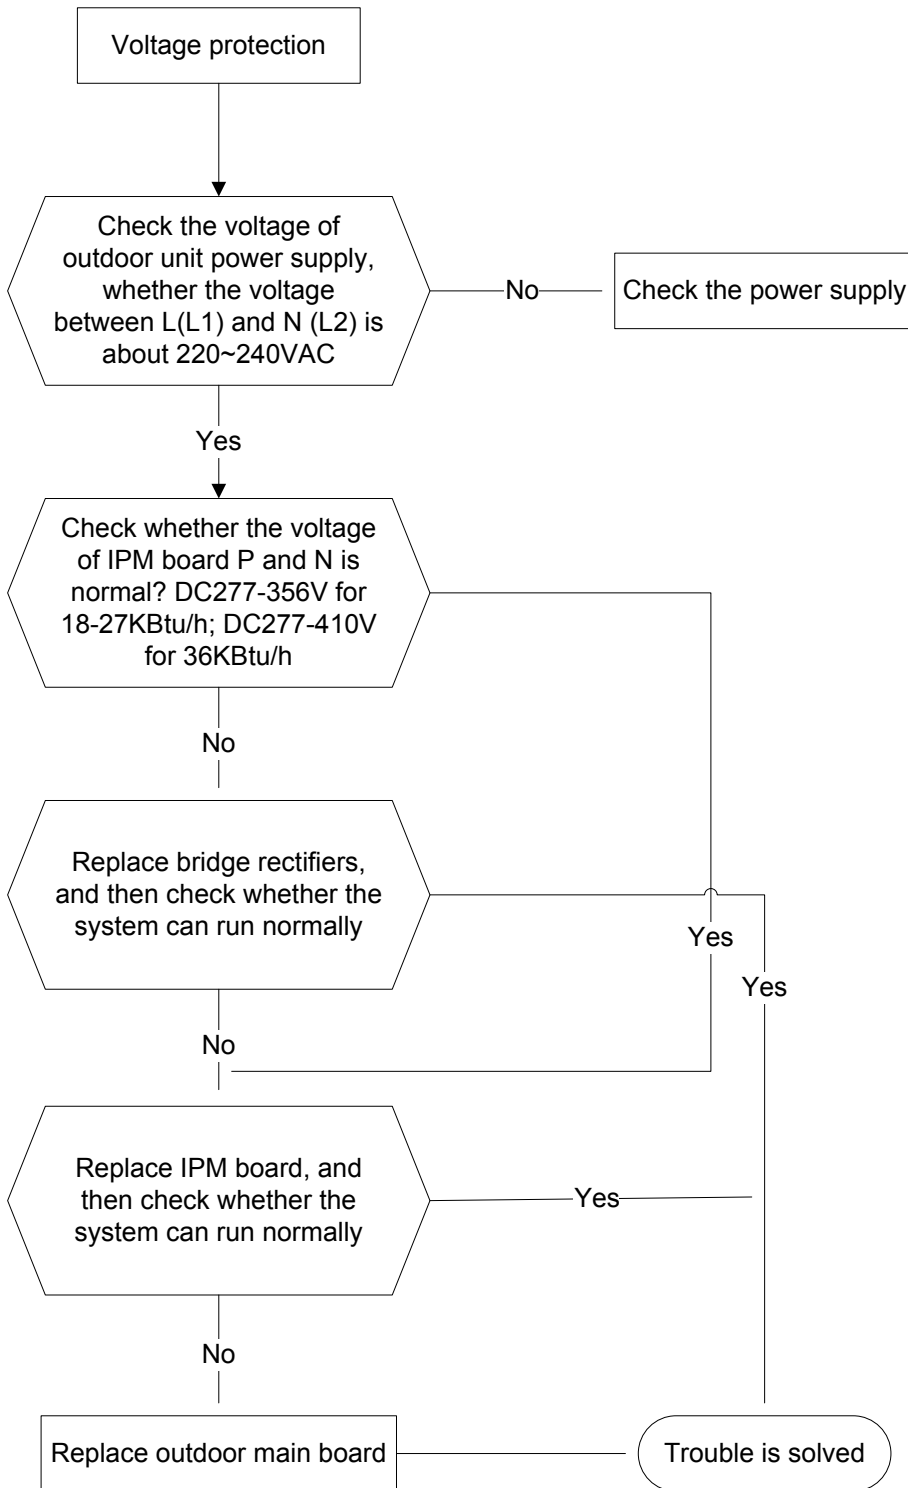 Voltage protection
Check the voltage of
outdoor unit power supply,
whether the voltage
between L(L1) and N (L2) is
about 220~240VAC
No
Check the power supply
Yes
Check whether the voltage
of IPM board P and N is
normal? DC277-356V for
18-27KBtu/h; DC277-410V
for 36KBtu/h
No
Replace bridge rectifiers,
and then check whether the
system can run normally
Yes
Yes
No
Replace IPM board, and
then check whether the
system can run normally
Yes
No
Replace outdoor main board
Trouble is solved